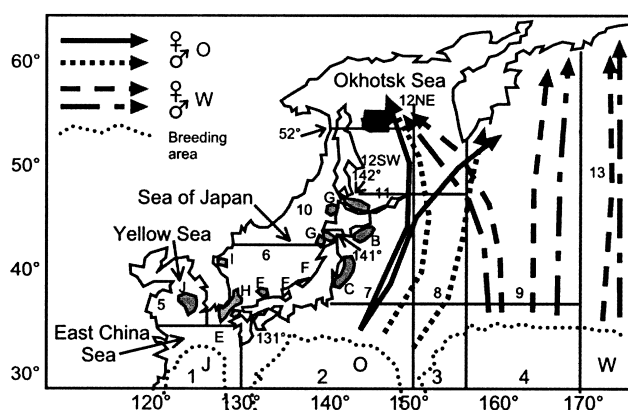 60°
50°
40°
30°
♀
♂ O
♀
♂ W
Breeding
area
Okhotsk Sea
12NE
52°
12SW
142°
11
Sea of Japan
10
G
13
Yellow Sea
G
B
141°
I
6
J
F
C
7
8
9
5
H
E
E
East China
Sea
E
131°
J
O
W
1
2
3
4
120°
130°
140°
150°
160°
170°